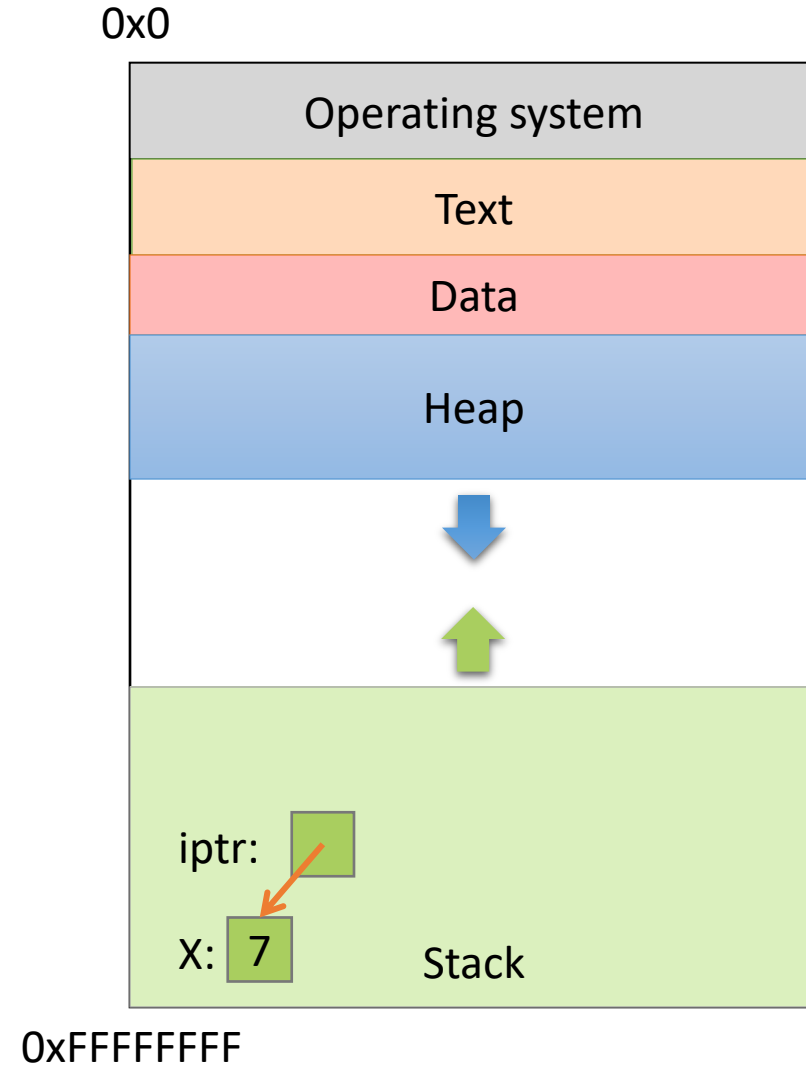 0x0
Operating system
Text
Data
Heap
iptr:
X: 7
Stack
0xFFFFFFFF